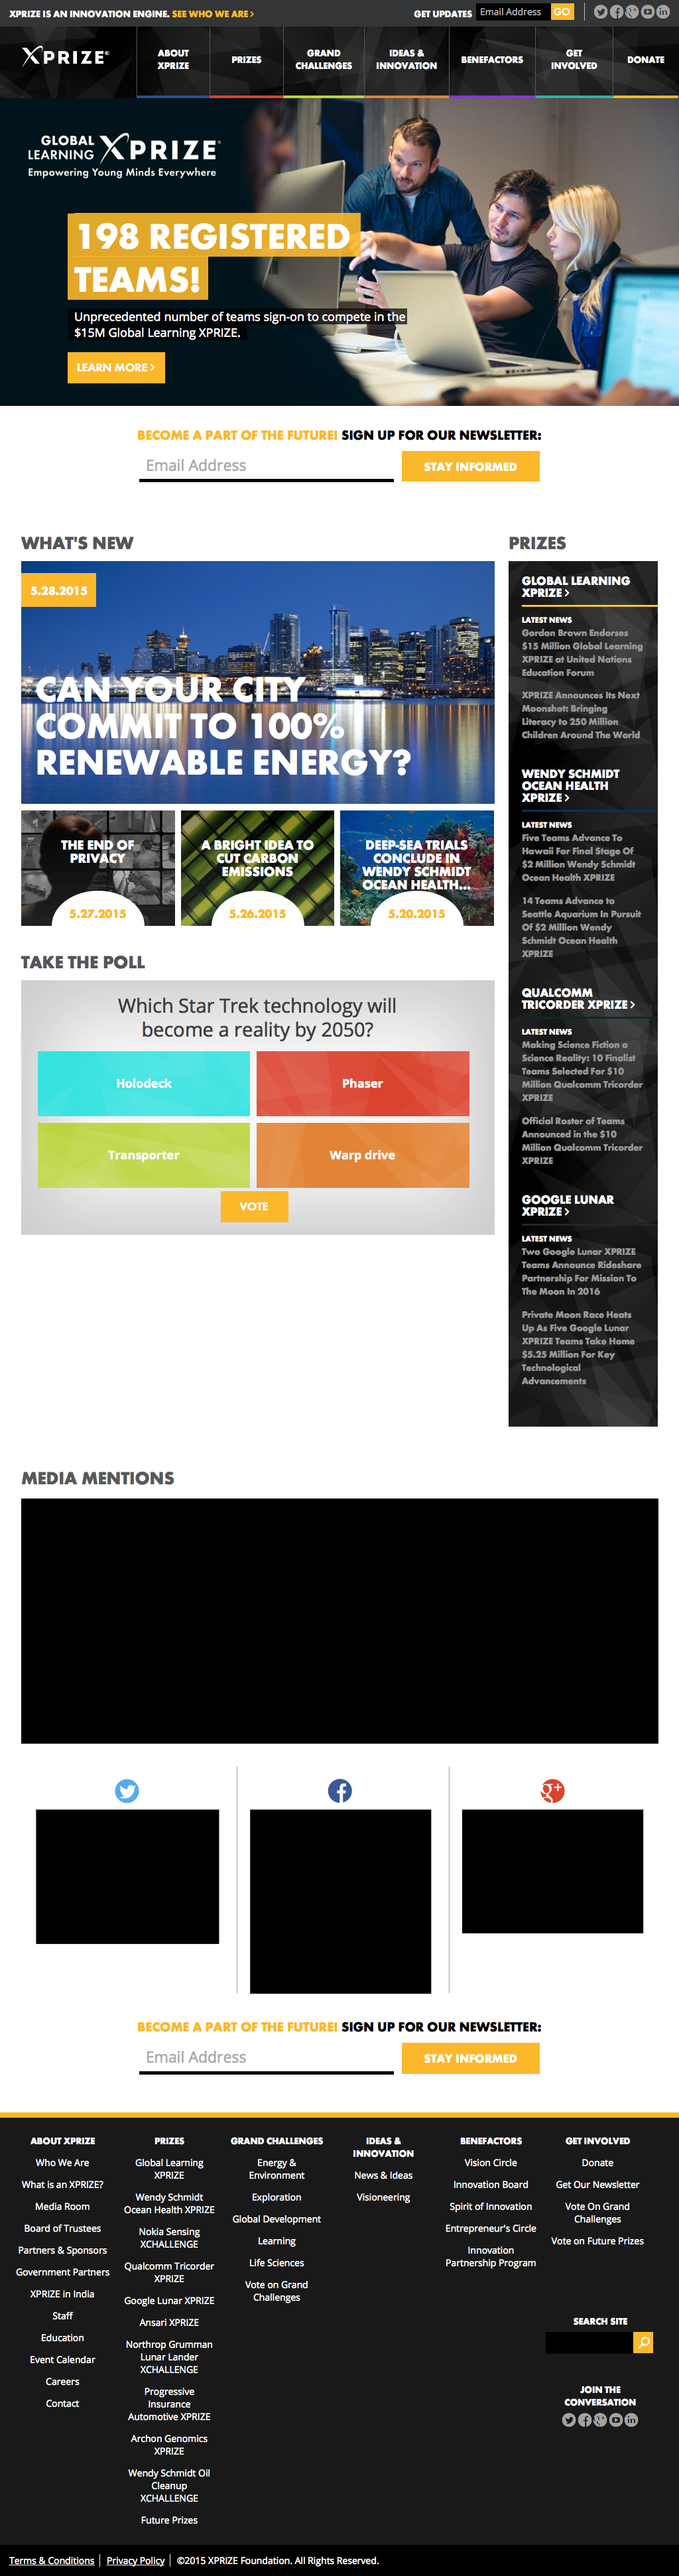 XPRIZE IS AN INNOVATION ENGINE. SEE WHO WE ARE >
GET UPDATES Email Address GO
XPRIZE®
ABOUT
XPRIZE
PRIZES
GRAND
CHALLENGES
IDEAS &
INNOVATION
BENEFACTORS
GET
INVOLVED
DONATE
GLOBAL
LEARNING XPRIZE
Empowering Young Minds Everywhere
198 REGISTERED
TEAMS!
Unprecedented number of teams sign-on to compete in the
$15M Global Learning XPRIZE.
LEARN MORE >
BECOME A PART OF THE FUTURE! SIGN UP FOR OUR NEWSLETTER:
Email Address STAY INFORMED
WHAT'S NEW
5.28.2015
CAN YOUR CITY
COMMIT TO 100%
RENEWABLE ENERGY?
THE END OF
PRIVACY
5.27.2015
A BRIGHT IDEA TO
CUT CARBON
EMISSIONS
5.26.2015
DEEP-SEA TRIALS
CONCLUDE IN
WENDY SCHMIDT
OCEAN HEALTH...
5.20.2015
TAKE THE POLL
Which Star Trek technology will
become a reality by 2050?
Holodeck
Phaser
Transporter
Warp drive
VOTE
PRIZES
GLOBAL LEARNING
XPRIZE >
LATEST NEWS
Gordon Brown Endorses
$15 Million Global Learning
XPRIZE at United Nations
Education Forum
XPRIZE Announces Its Next
Moonshot: Bringing
Literacy to 250 Million
Children Around The World
WENDY SCHMIDT
OCEAN HEALTH
XPRIZE >
LATEST NEWS
Five Teams Advance To
Hawaii For Final Stage Of
$2 Million Wendy Schmidt
Ocean Health XPRIZE
14 Teams Advance to
Seattle Aquarium In Pursuit
Of $2 Million Wendy
Schmidt Ocean Health
XPRIZE
QUALCOMM
TRICORDER XPRIZE >
LATEST NEWS
Making Science Fiction a
Science Reality: 10 Finalist
Teams Selected For $10
Million Qualcomm Tricorder
XPRIZE
Official Roster of Teams
Announced in the $10
Million Qualcomm Tricorder
XPRIZE
GOOGLE LUNAR
XPRIZE >
LATEST NEWS
Two Google Lunar XPRIZE
Teams Announce Rideshare
Partnership For Mission To
The Moon In 2016
Private Moon Race Heats
Up As Five Google Lunar
XPRIZE Teams Take Home
$5.25 Million For Key
Technological
Advancements
MEDIA MENTIONS
BECOME A PART OF THE FUTURE! SIGN UP FOR OUR NEWSLETTER:
Email Address STAY INFORMED
ABOUT XPRIZE
Who We Are
What is an XPRIZE?
Media Room
Board of Trustees
Partners & Sponsors
Government Partners
XPRIZE in India
Staff
Education
Event Calendar
Careers
Contact
PRIZES
Global Learning
XPRIZE
Wendy Schmidt
Ocean Health XPRIZE
Nokia Sensing
XCHALLENGE
Qualcomm Tricorder
XPRIZE
Google Lunar XPRIZE
Ansari XPRIZE
Northrop Grumman
Lunar Lander
XCHALLENGE
Progressive
Insurance
Automotive XPRIZE
Archon Genomics
XPRIZE
Wendy Schmidt Oil
Cleanup
XCHALLENGE
Future Prizes
GRAND CHALLENGES
Energy &
Environment
Exploration
Global Development
Learning
Life Sciences
Vote on Grand
Challenges
IDEAS &
INNOVATION
News & Ideas
Visioneering
BENEFACTORS
Vision Circle
Innovation Board
Spirit of Innovation
Entrepreneur's Circle
Innovation
Partnership Program
GET INVOLVED
Donate
Get Our Newsletter
Vote On Grand
Challenges
Vote on Future Prizes
SEARCH SITE
JOIN THE
CONVERSATION
Terms & Conditions | Privacy Policy | ©2015 XPRIZE Foundation. All Rights Reserved.